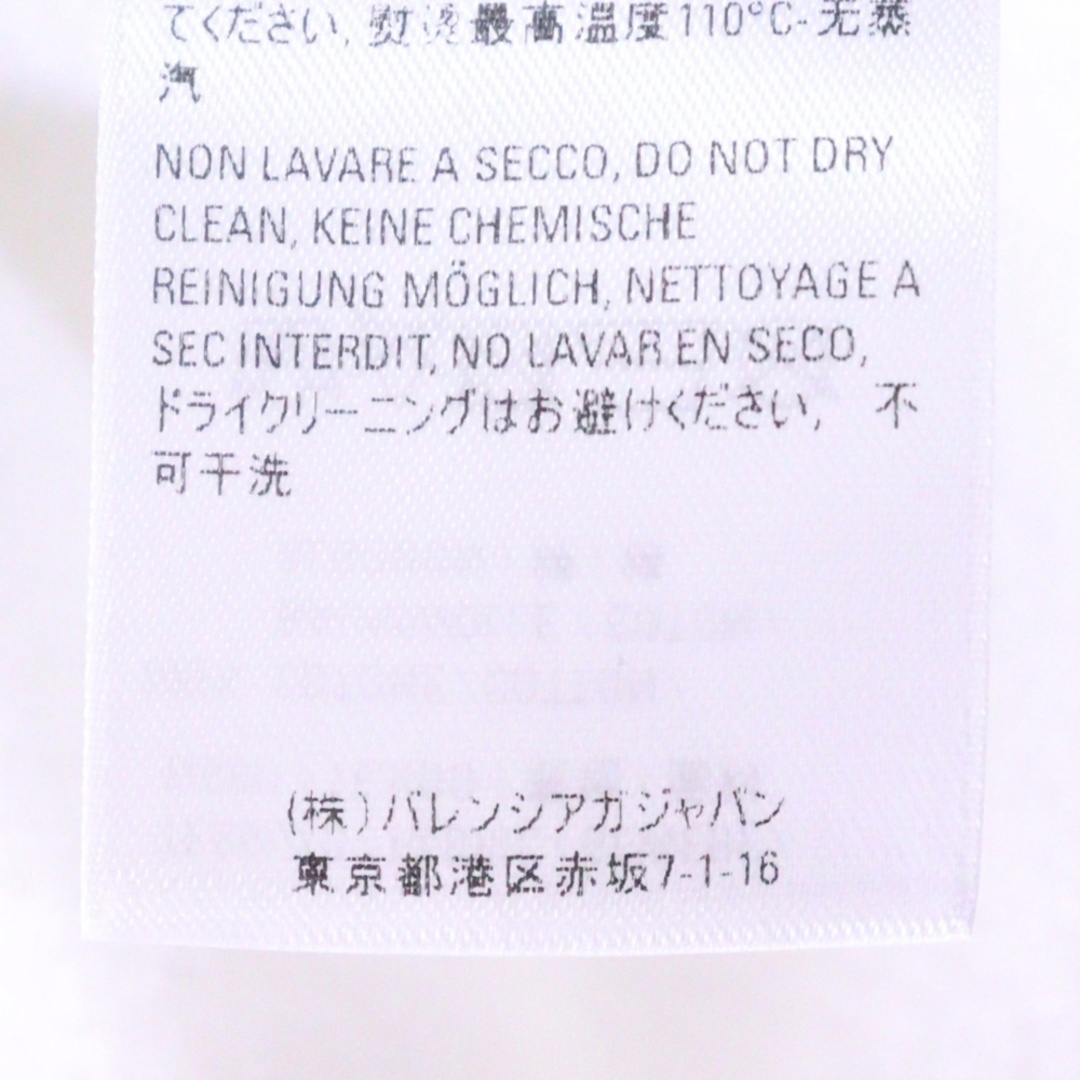 てください, 熨烫最高温度110°C-无蒸
汽
NON LAVARE A SECCO, DO NOT DRY
CLEAN, KEINE CHEMISCHE
REINIGUNG MÖGLICH, NETTOYAGE A
SEC INTERDIT, NO LAVAR EN SECO,
ドライクリーニングはお避けください, 不
可干洗
(株)バレンシアガジャパン
東京都港区赤坂7-1-16